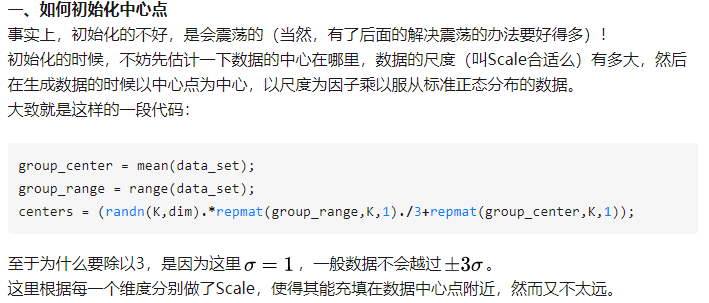 一、如何初始化中心点
事实上，初始化的不好，是会震荡的（当然，有了后面的解决震荡的办法要好得多）！
初始化的时候，不妨先估计一下数据的中心在哪里，数据的尺度（叫Scale合适么）有多大，然后
在生成数据的时候以中心点为中心，以尺度为因子乘以服从标准正态分布的数据。
大致就是这样的一段代码：
group_center = mean(data_set);
group_range = range(data_set);
centers = (randn(K,dim).*repmat(group_range,K,1)./3+repmat(group_center,K,1));
至于为什么要除以3，是因为这里σ = 1，一般数据不会越过±3σ。
这里根据每一个维度分别做了Scale，使得其能充填在数据中心点附近，然而又不太远。